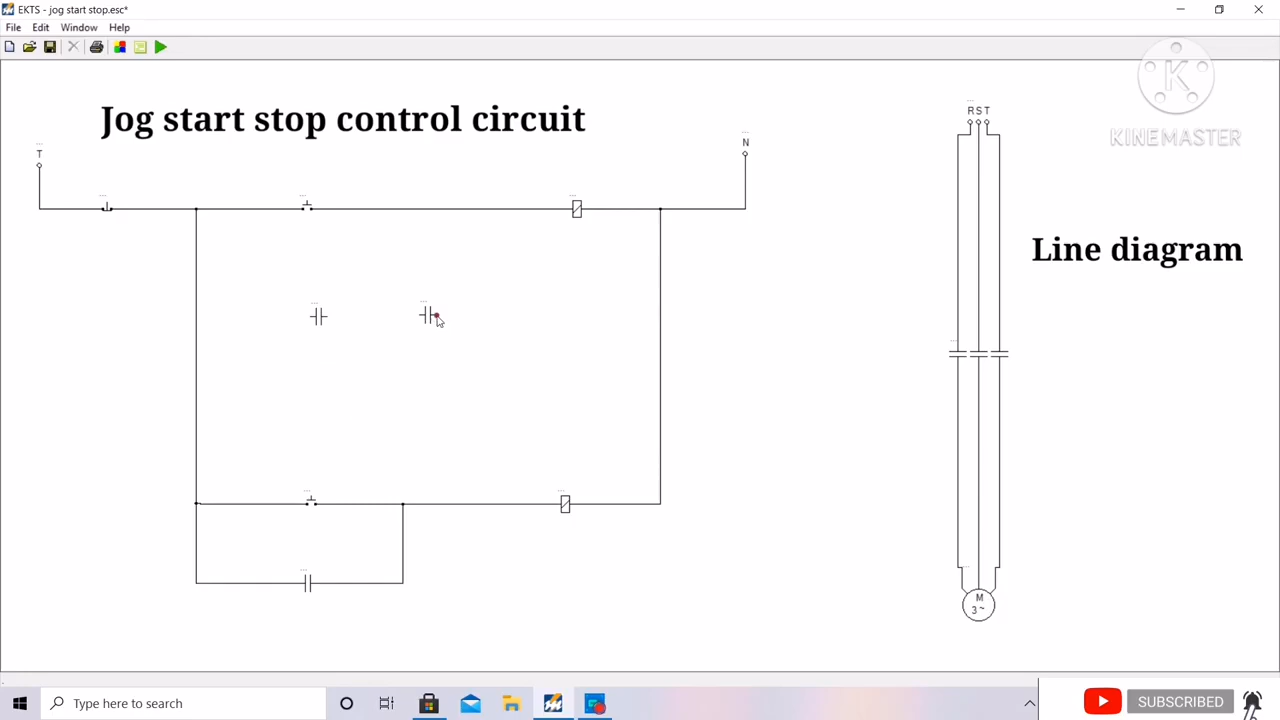 EKTS - jog start stop.esc*
File Edit Window Help
K
KINEMASTER
Jog start stop control circuit
R S T
T
N
Line diagram
M
3 ~
Type here to search
SUBSCRIBED